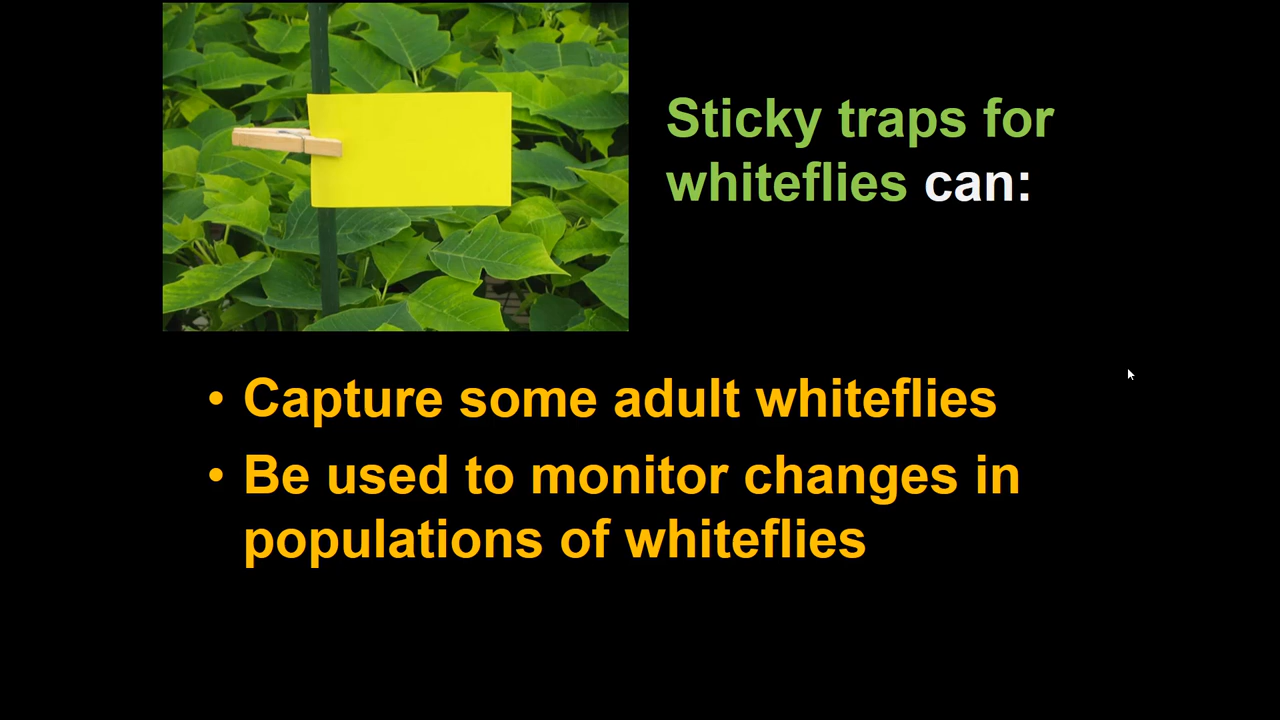 Sticky traps for
whiteflies can:
• Capture some adult whiteflies
• Be used to monitor changes in
populations of whiteflies